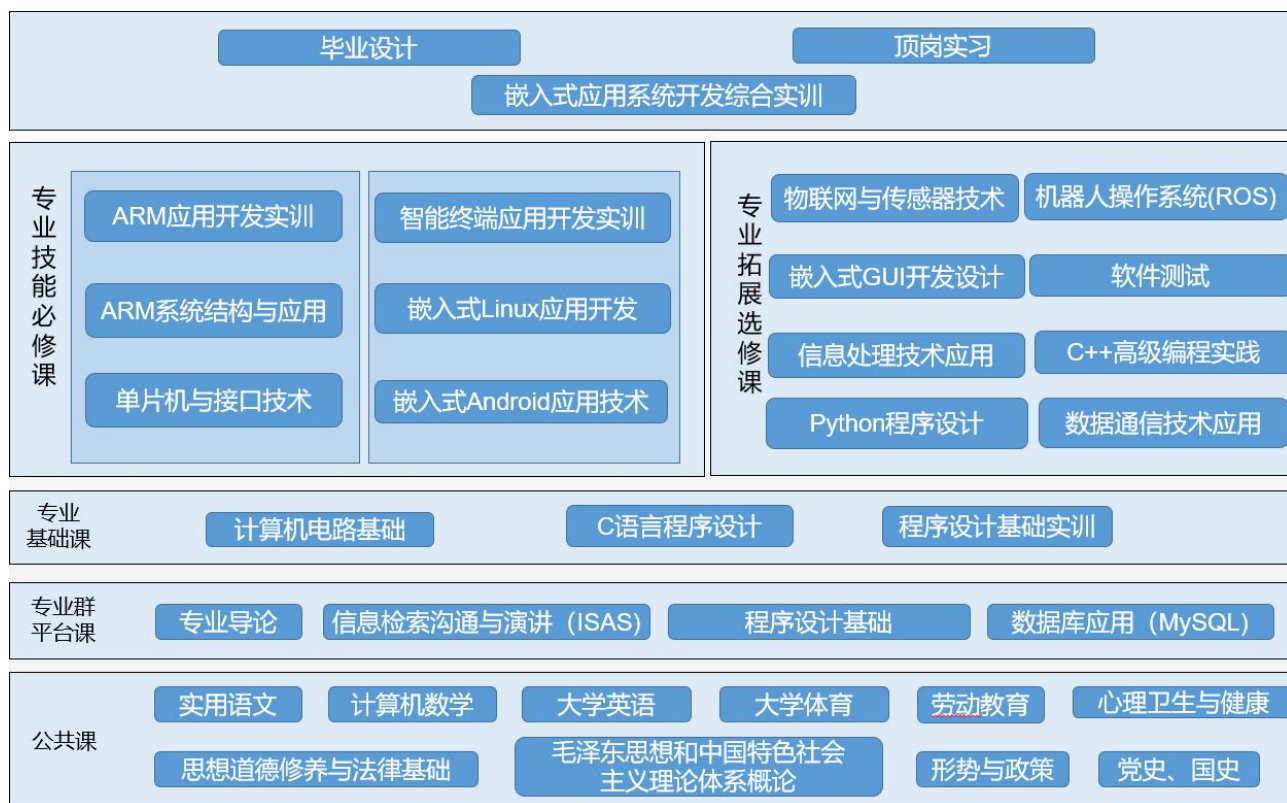 毕业设计
顶岗实习
嵌入式应用系统开发综合实训
专业技能必修课
ARM应用开发实训
智能终端应用开发实训
ARM系统结构与应用
嵌入式Linux应用开发
单片机与接口技术
嵌入式Android应用技术
专业拓展选修课
物联网与传感器技术
机器人操作系统(ROS)
嵌入式GUI开发设计
软件测试
信息处理技术应用
C++高级编程实践
Python程序设计
数据通信技术应用
专业
基础课
计算机电路基础
C语言程序设计
程序设计基础实训
专业群
平台课
专业导论
信息检索沟通与演讲（ISAS)
程序设计基础
数据库应用（MySQL）
公共课
实用语文
计算机数学
大学英语
大学体育
劳动教育
心理卫生与健康
思想道德修养与法律基础
毛泽东思想和中国特色社会
主义理论体系概论
形势与政策
党史、国史